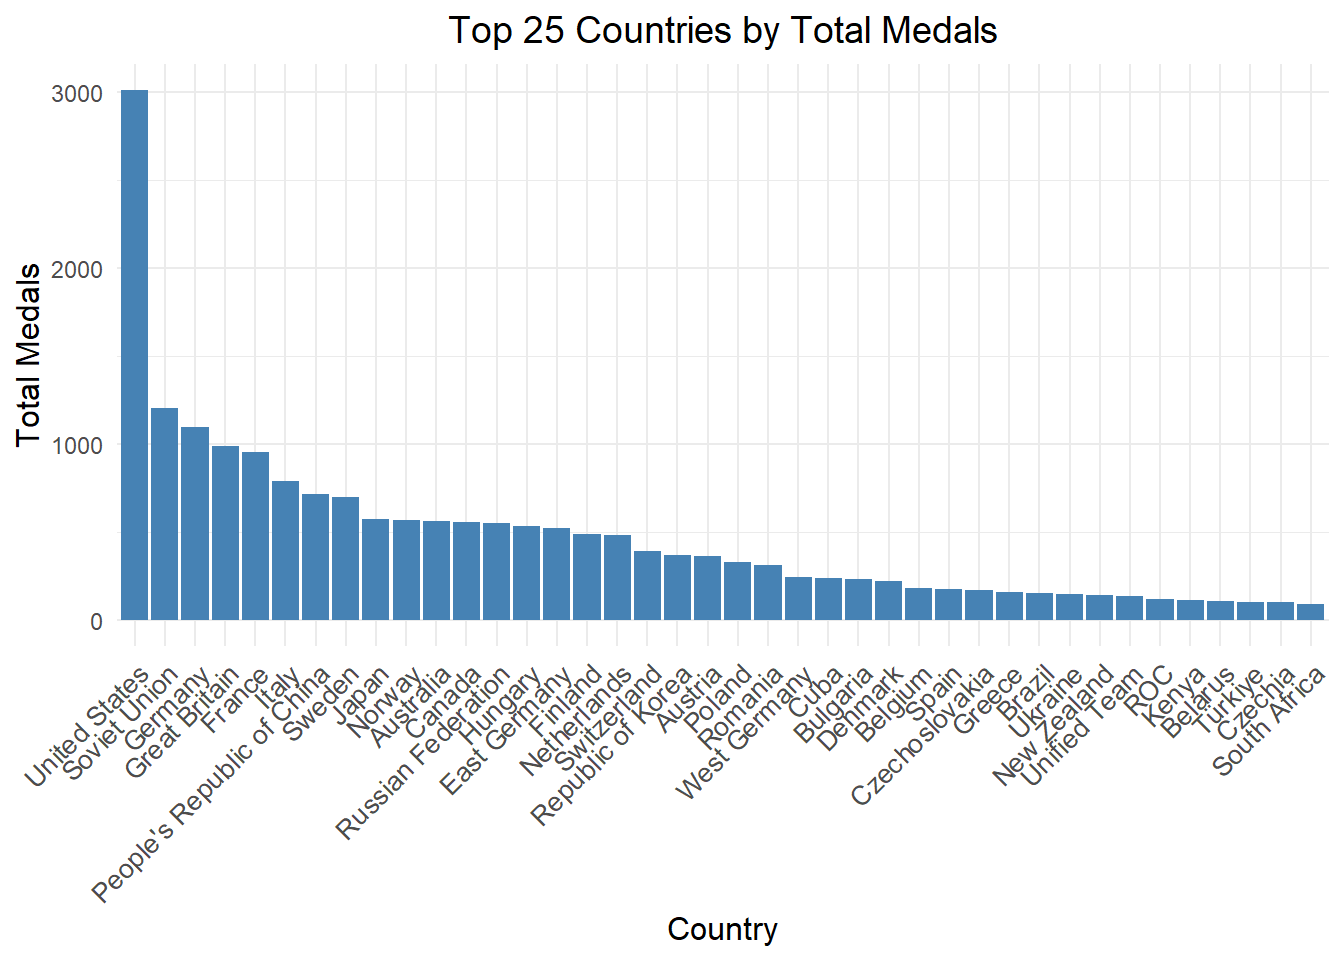 Top 25 Countries by Total Medals
Total Medals
3000
2000
1000
0
United States
Soviet Union
Germany
Great Britain
France
Italy
People's Republic of China
Sweden
Japan
Norway
Australia
Canada
Russian Federation
Hungary
East Germany
Finland
Netherlands
Switzerland
Republic of Korea
Austria
Poland
Romania
West Germany
Cuba
Bulgaria
Denmark
Belgium
Spain
Czechoslovakia
Greece
Brazil
Ukraine
New Zealand
Unified Team
ROC
Kenya
Belarus
Türkiye
Czechia
South Africa
Country